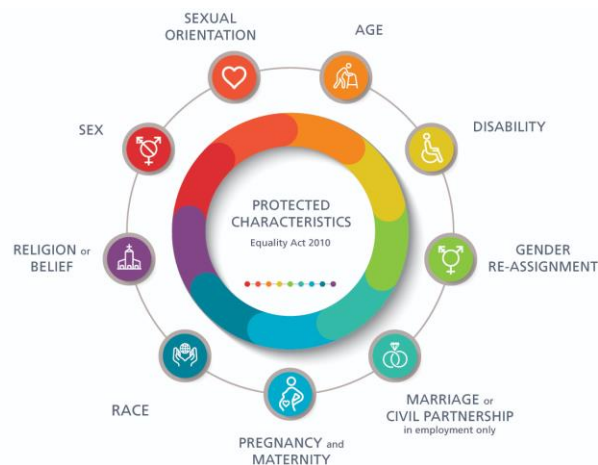 SEXUAL
ORIENTATION
AGE
SEX
DISABILITY
PROTECTED
CHARACTERISTICS
Equality Act 2010
RELIGION or
BELIEF
GENDER
RE-ASSIGNMENT
RACE
MARRIAGE or
CIVIL PARTNERSHIP
in employment only
PREGNANCY and
MATERNITY